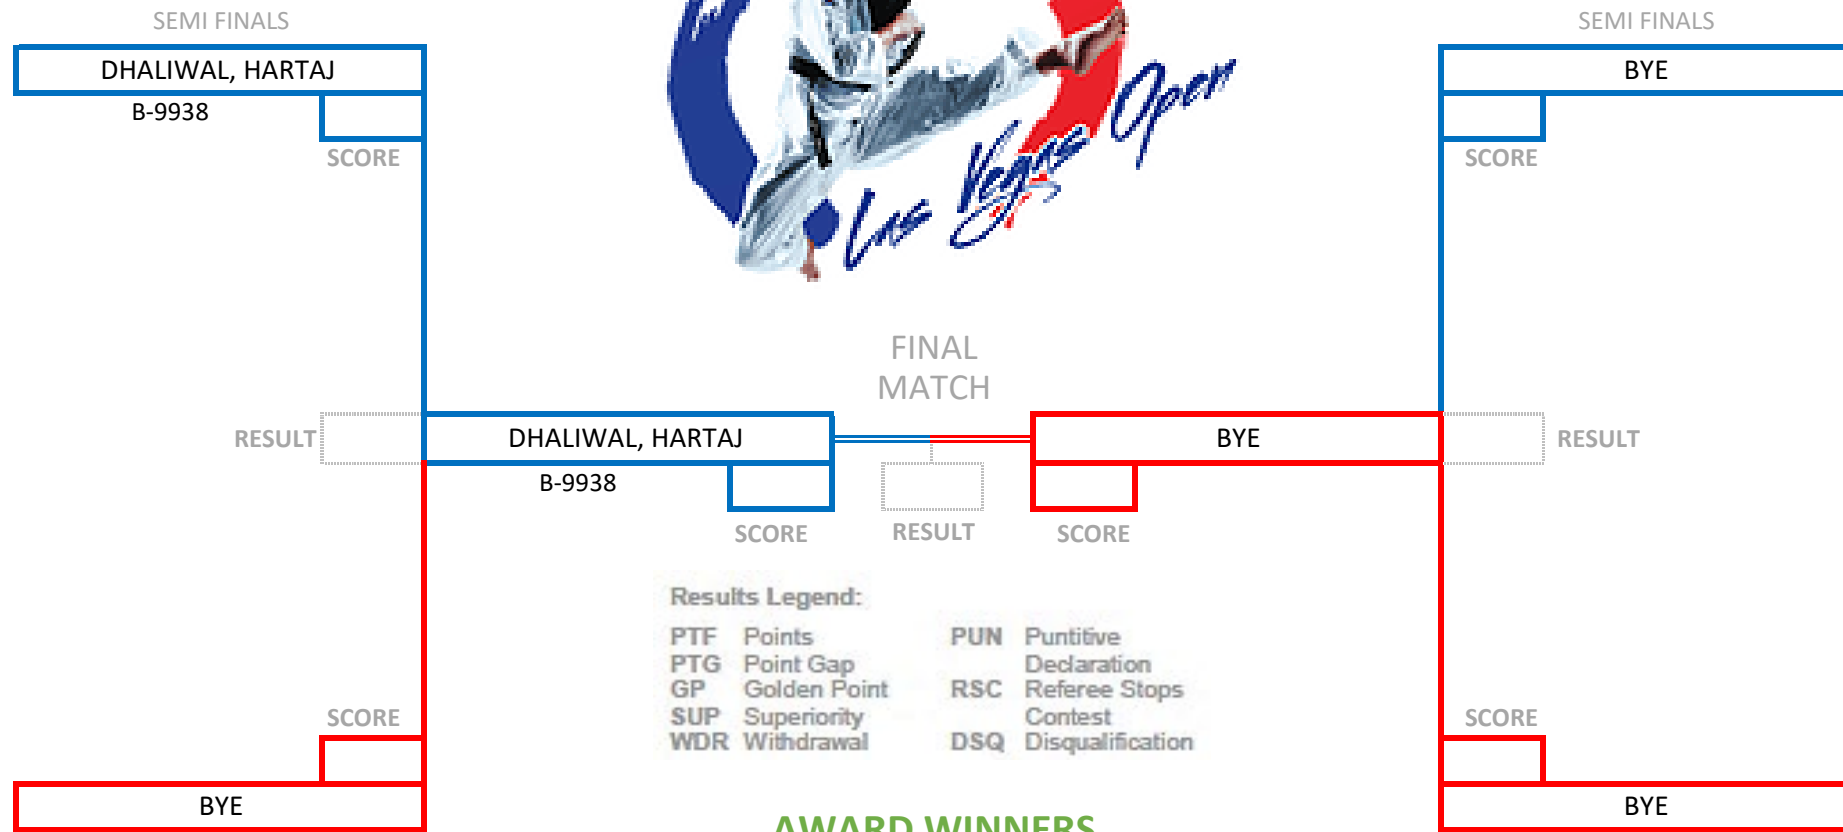 SEMI FINALS
SEMI FINALS
DHALIWAL, HARTAJ
BYE
B-9938
SCORE
SCORE
Las Vegas Open
FINAL
MATCH
RESULT
DHALIWAL, HARTAJ
BYE
RESULT
B-9938
SCORE
RESULT
SCORE
Results Legend:
PTF Points
PTG Point Gap
GP Golden Point
SUP Superiority
WDR Withdrawal
PUN Puntitive
Declaration
RSC Referee Stops
Contest
DSQ Disqualification
SCORE
SCORE
BYE
BYE
AWARD WINNERS